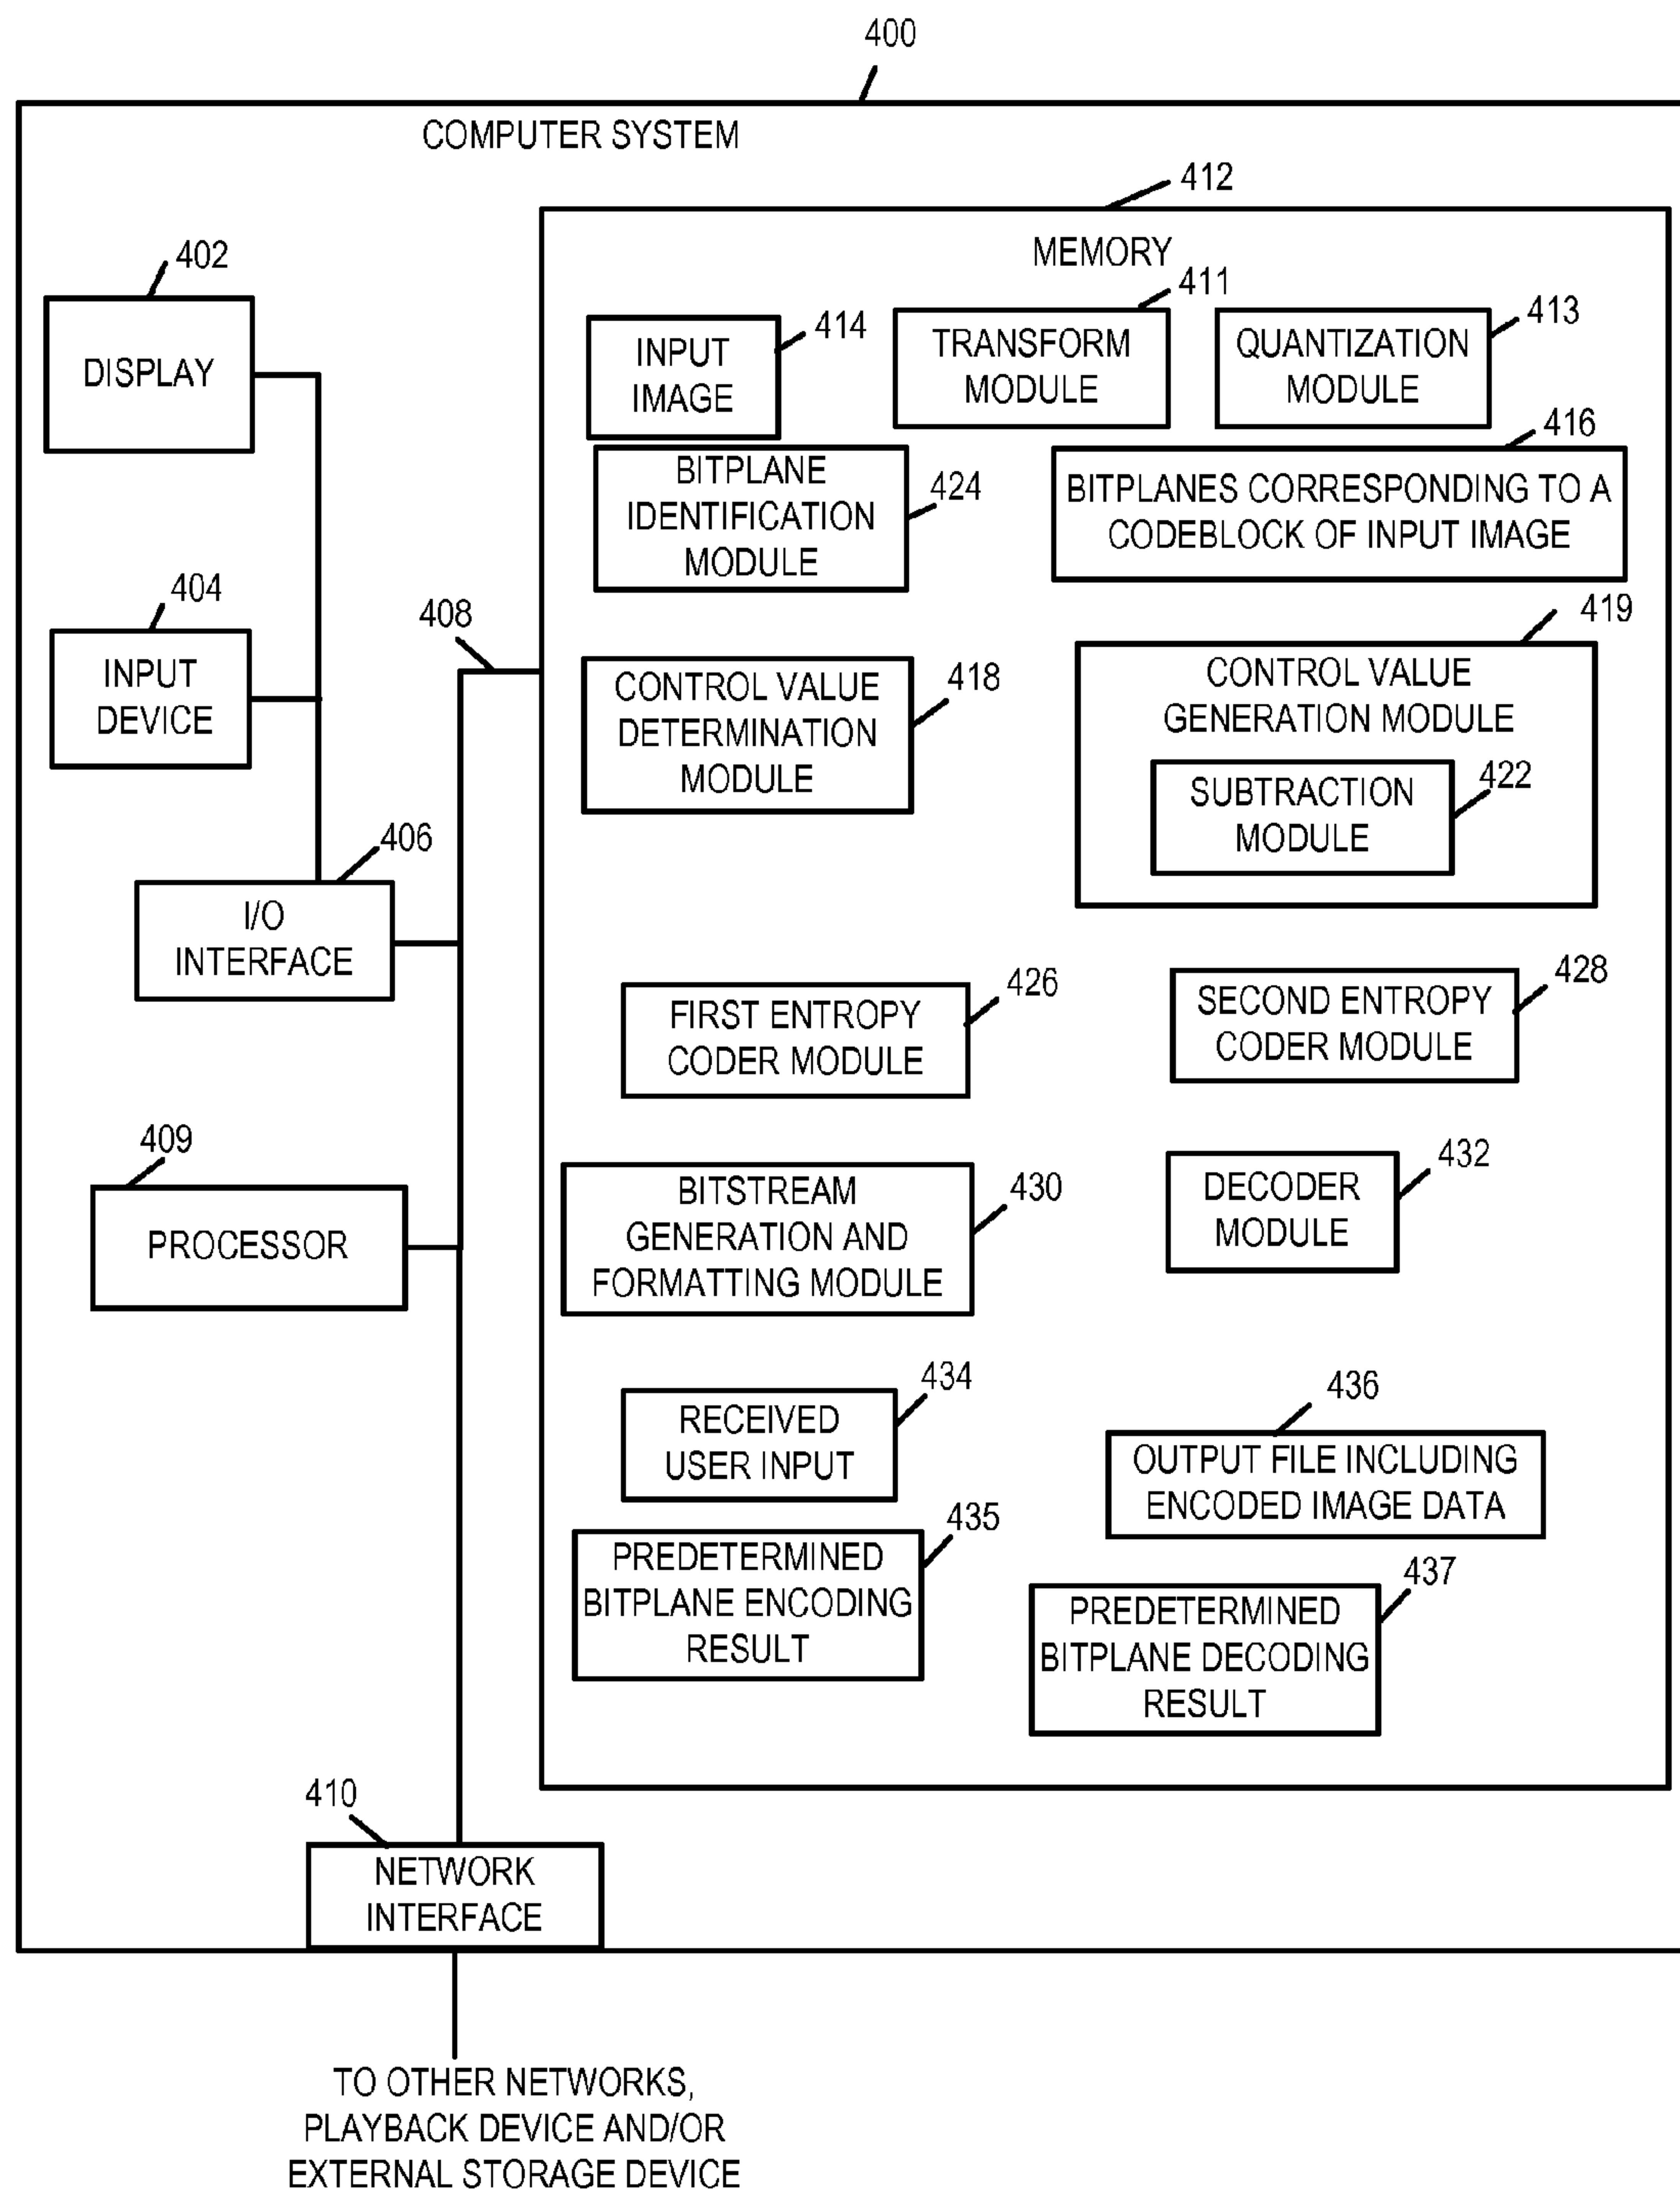 400
COMPUTER SYSTEM
412
MEMORY
402
DISPLAY
414
INPUT
IMAGE
411
TRANSFORM
MODULE
413
QUANTIZATION
MODULE
424
BITPLANE
IDENTIFICATION
MODULE
416
BITPLANES CORRESPONDING TO A
CODEBLOCK OF INPUT IMAGE
404
INPUT
DEVICE
408
418
CONTROL VALUE
DETERMINATION
MODULE
419
CONTROL VALUE
GENERATION MODULE
422
SUBTRACTION
MODULE
406
I/O
INTERFACE
426
FIRST ENTROPY
CODER MODULE
428
SECOND ENTROPY
CODER MODULE
409
PROCESSOR
430
BITSTREAM
GENERATION AND
FORMATTING MODULE
432
DECODER
MODULE
434
RECEIVED
USER INPUT
436
OUTPUT FILE INCLUDING
ENCODED IMAGE DATA
435
PREDETERMINED
BITPLANE ENCODING
RESULT
437
PREDETERMINED
BITPLANE DECODING
RESULT
410
NETWORK
INTERFACE
TO OTHER NETWORKS,
PLAYBACK DEVICE AND/OR
EXTERNAL STORAGE DEVICE